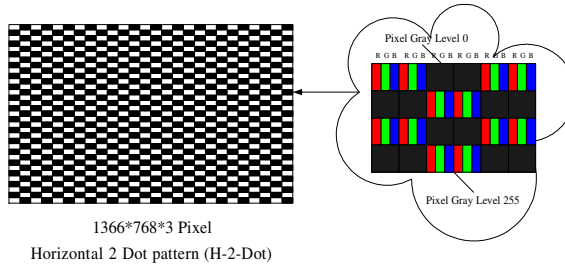 Pixel Gray Level 0
R G B R G B R G B R G B R G B R G B
Pixel Gray Level 255
1366*768*3 Pixel
Horizontal 2 Dot pattern (H-2-Dot)